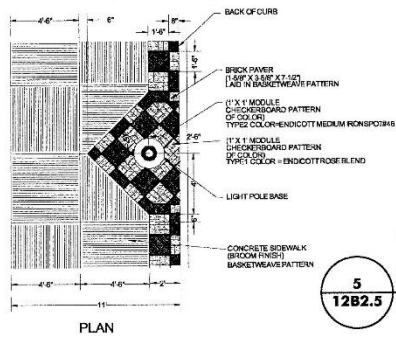 4'-6"
6"
8"
1'-6"
BACK OF CURB
1'-6"
BRICK PAVER
(1-5/8" X 3-5/8" X 7-1/2")
LAID IN BASKETWEAVE PATTERN
(1' X 1' MODULE
CHECKERBOARD PATTERN
OF COLOR)
TYPE2 COLOR=ENDICOTT MEDIUM IRONSPOT#46
2'-6"
(1' X 1' MODULE
CHECKERBOARD PATTERN
OF COLOR)
TYPE1 COLOR = ENDICOTT ROSE BLEND
LIGHT POLE BASE
6"
CONCRETE SIDEWALK
(BROOM FINISH)
BASKETWEAVE PATTERN
4'-6"
4'-6"
2'
11'
PLAN
5
12B2.5